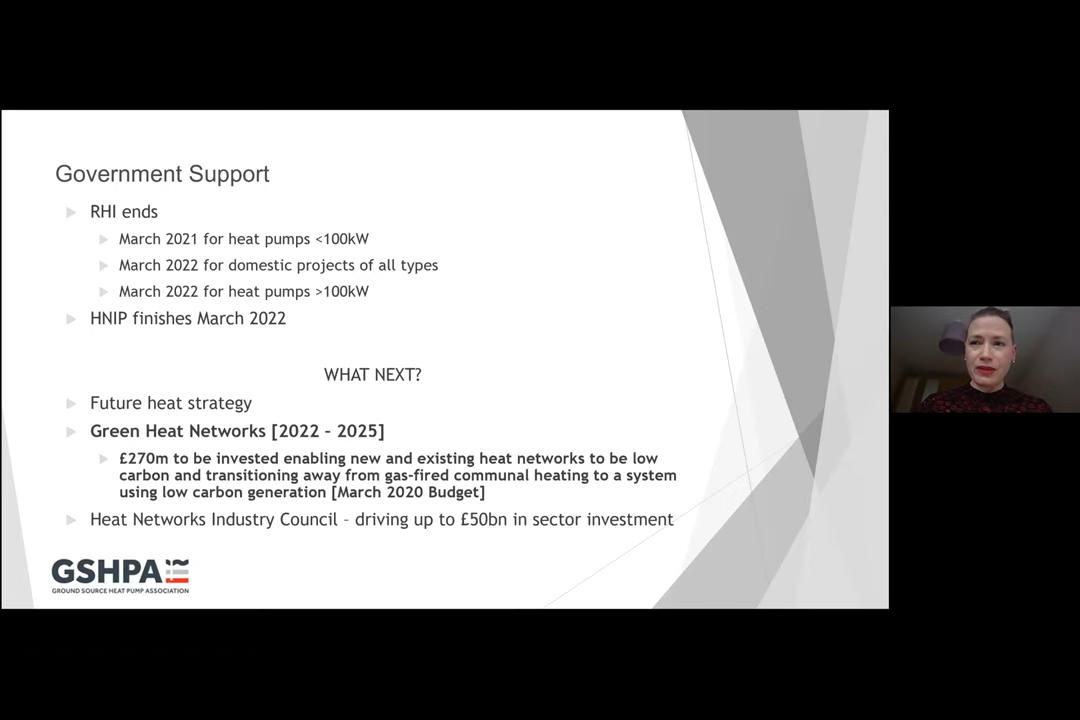 Government Support
RHI ends
March 2021 for heat pumps <100kW
March 2022 for domestic projects of all types
March 2022 for heat pumps >100kW
HNIP finishes March 2022
WHAT NEXT?
Future heat strategy
Green Heat Networks [2022 – 2025]
£270m to be invested enabling new and existing heat networks to be low
carbon and transitioning away from gas-fired communal heating to a system
using low carbon generation [March 2020 Budget]
Heat Networks Industry Council – driving up to £50bn in sector investment
GSHPA
GROUND SOURCE HEAT PUMP ASSOCIATION